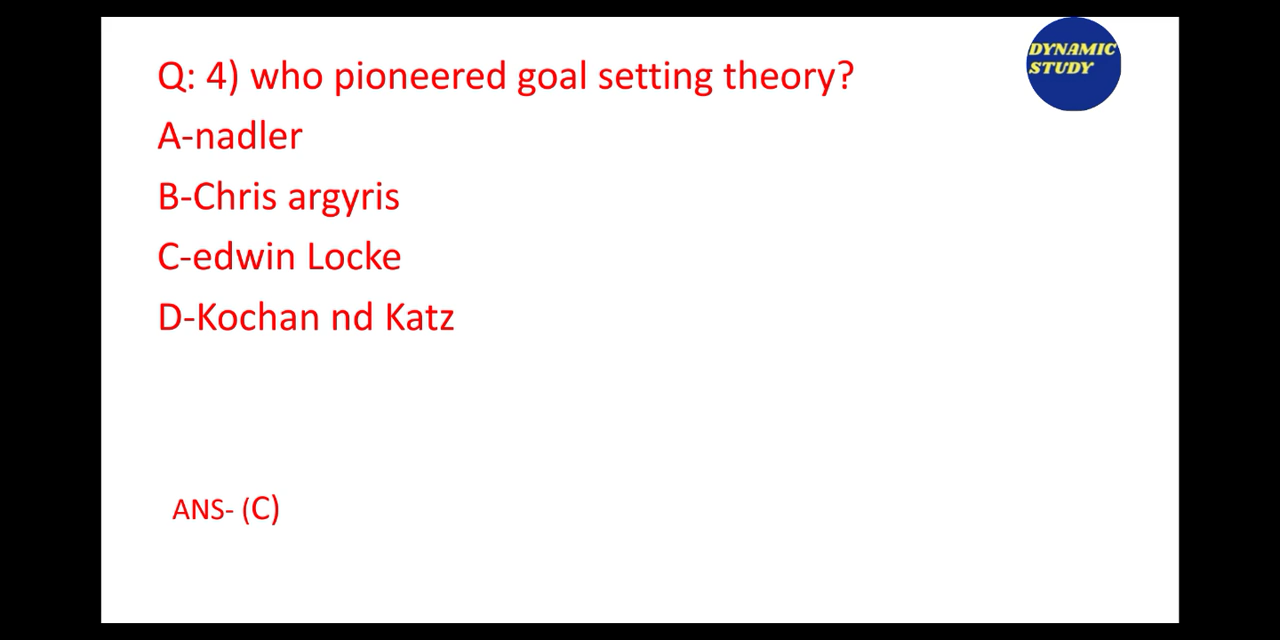 Q: 4) who pioneered goal setting theory?
DYNAMIC
STUDY
A-nadler
B-Chris argyris
C-edwin Locke
D-Kochan nd Katz
ANS- (C)